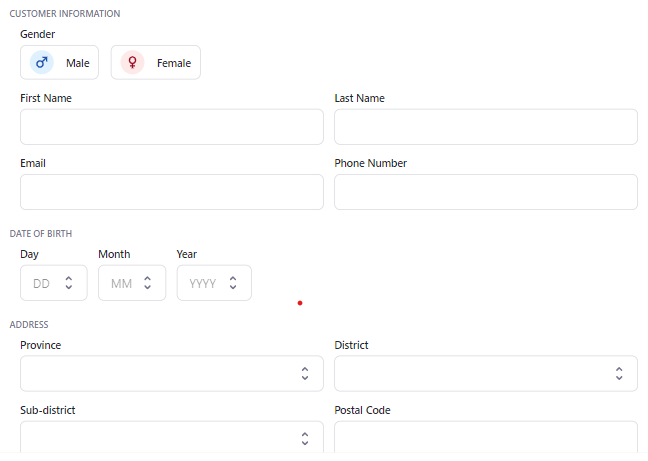 CUSTOMER INFORMATION
Gender
Male Female
First Name Last Name
Email Phone Number
DATE OF BIRTH
Day Month Year
DD MM YYYY
ADDRESS
Province District
Sub-district Postal Code